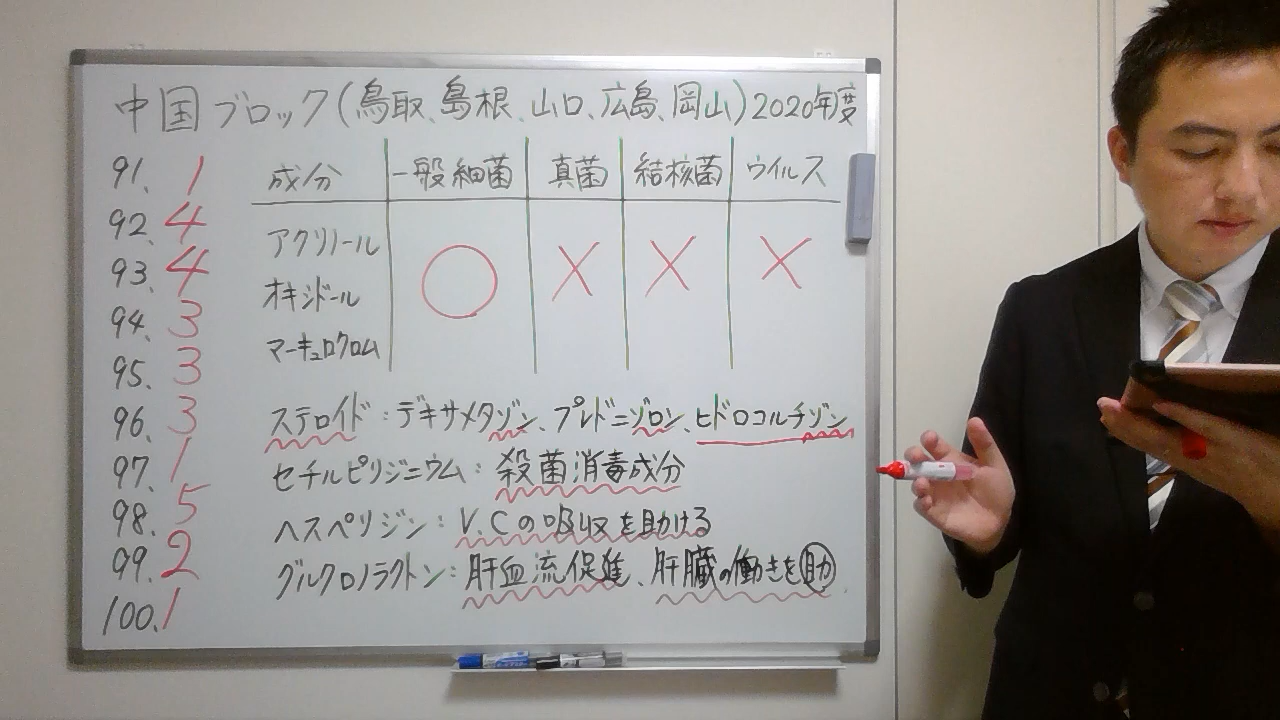 中国ブロック(鳥取、島根、山口、広島、岡山)2020年度
91. 1
92. 4
93. 4
94. 3
95. 3
96. 3
97. 1
98. 5
99. 2
100. 1
成分 一般細菌 真菌 結核菌 ウイルス
アクリノール
オキシドール ○ × × ×
マーキュロクロム
ステロイド:デキサメタゾン、プレドニゾロン、ヒドロコルチゾン
セチルピリジニウム:殺菌消毒成分
ヘスペリジン:V.Cの吸収を助ける
グルクロノラクトン:肝血流促進、肝臓の働きを助